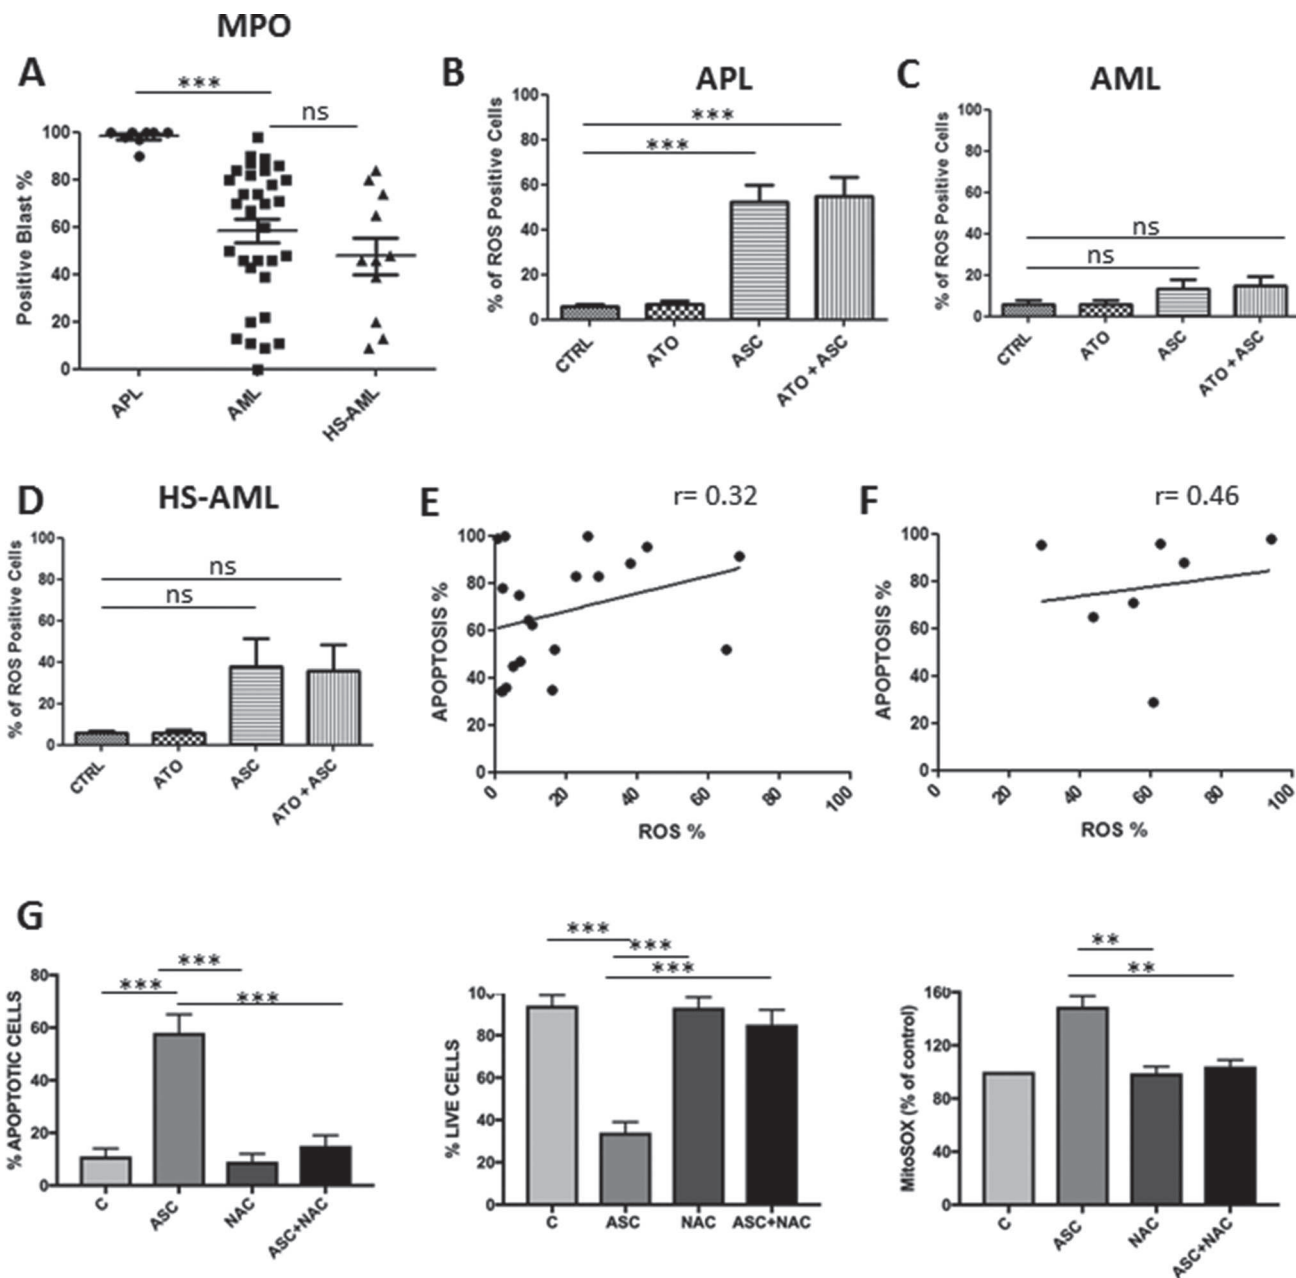 MPO
A
***
ns
Positive Blast %
100
80
60
40
20
0
APL
AML
HS-AML
B
APL
***
***
% of ROS Positive Cells
100
80
60
40
20
0
CTRL
ATO
ASC
ATO + ASC
C
AML
ns
ns
% of ROS Positive Cells
100
80
60
40
20
0
CTRL
ATO
ASC
ATO + ASC
D
HS-AML
ns
ns
% of ROS Positive Cells
100
80
60
40
20
0
CTRL
ATO
ASC
ATO + ASC
E
r= 0.32
APOPTOSIS %
100
80
60
40
20
0
0
20
40
60
80
100
ROS %
F
r= 0.46
APOPTOSIS %
100
80
60
40
20
0
0
20
40
60
80
100
ROS %
G
***
***
***
% APOPTOTIC CELLS
80
60
40
20
0
C
ASC
NAC
ASC+NAC
***
***
***
% LIVE CELLS
80
60
40
20
0
C
ASC
NAC
ASC+NAC
**
**
MitoSOX (% of control)
160
120
80
40
0
C
ASC
NAC
ASC+NAC